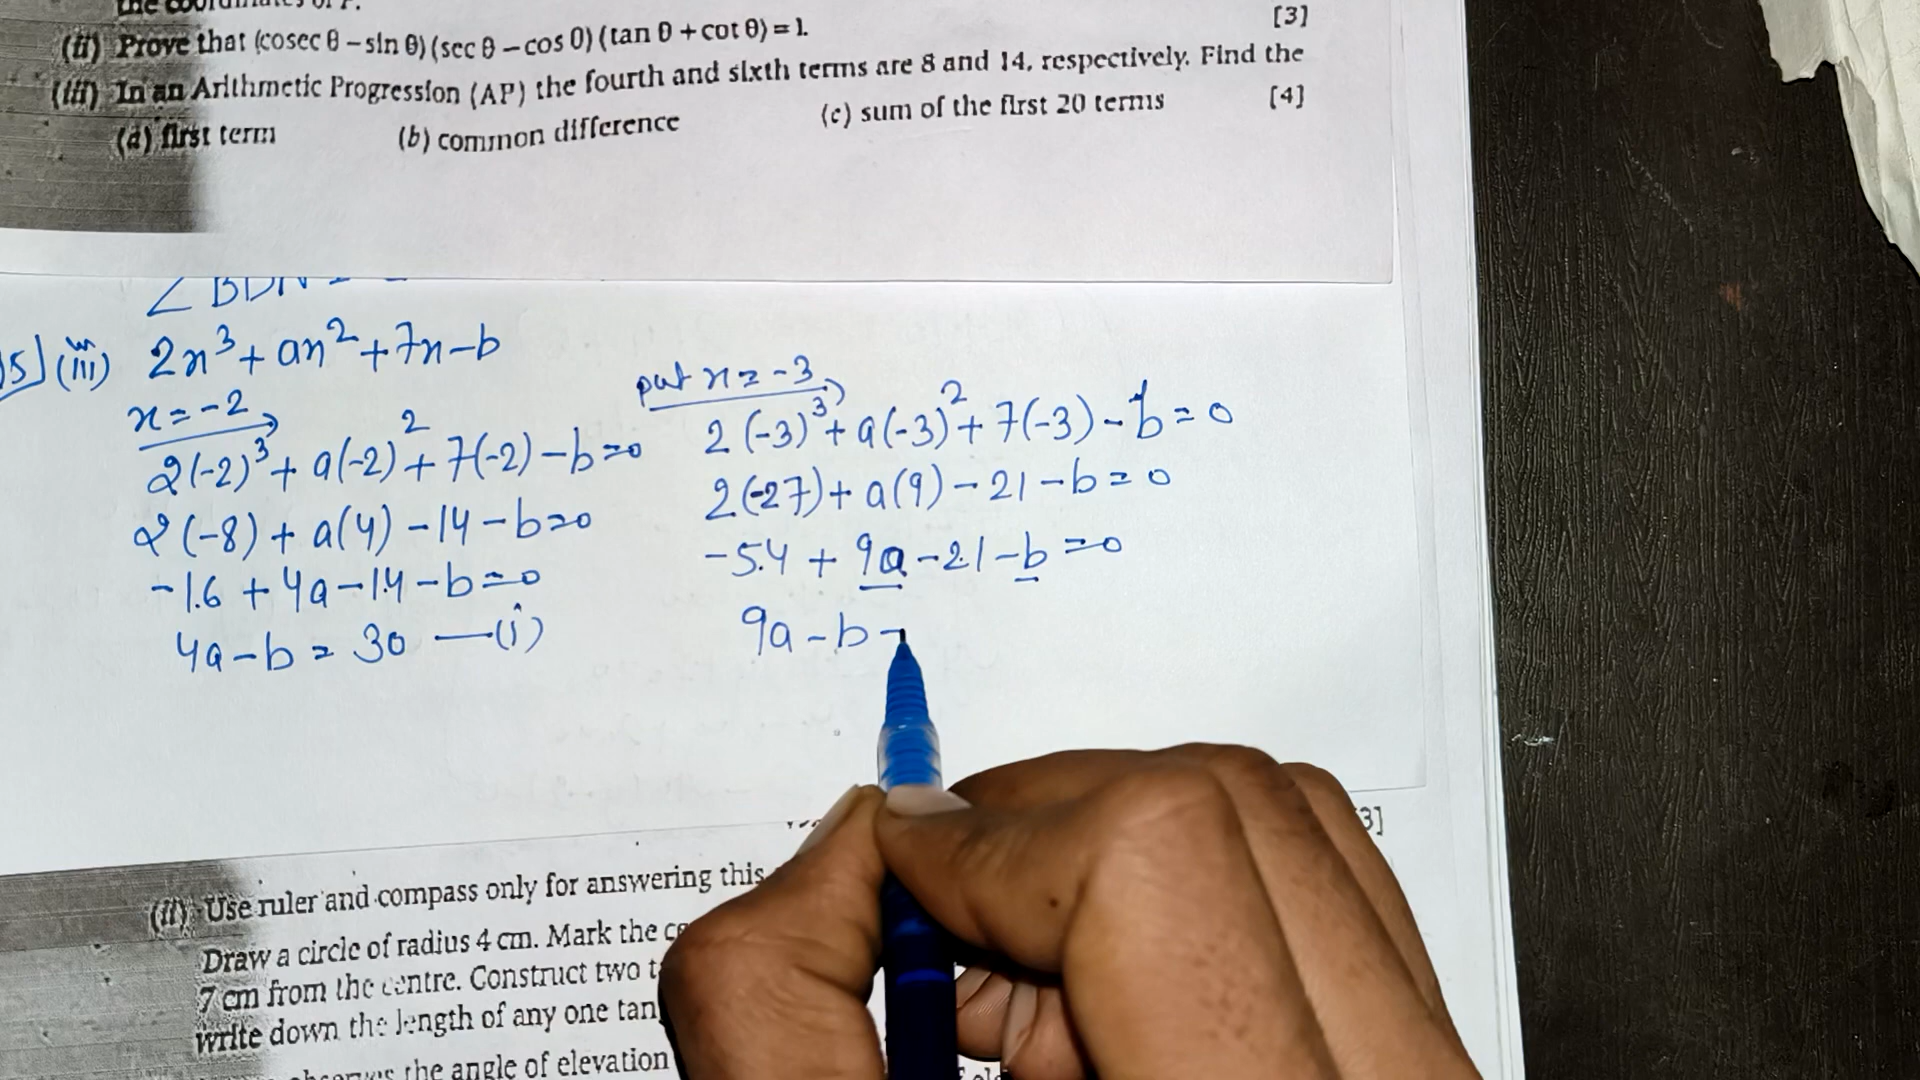 the coordinates of P.
(ii) Prove that (cosec θ – sin θ) (sec θ – cos θ) (tan θ + cot θ) = 1. [3]
(iii) In an Arithmetic Progression (AP) the fourth and sixth terms are 8 and 14, respectively. Find the
(a) first term (b) common difference (c) sum of the first 20 terms [4]
∠BDN =
15] (iii) 2x³ + ax² + 7x – b
x = -2
2(-2)³ + a(-2)² + 7(-2) – b = 0
2(-8) + a(4) – 14 – b = 0
-16 + 4a – 14 – b = 0
4a – b = 30 —(i)
put x = -3
2(-3)³ + a(-3)² + 7(-3) – b = 0
2(-27) + a(9) – 21 – b = 0
-54 + 9a – 21 – b = 0
9a – b -
3]
(ii) Use ruler and compass only for answering this
Draw a circle of radius 4 cm. Mark the
7 cm from the centre. Construct two
write down the length of any one tan
observes the angle of elevation